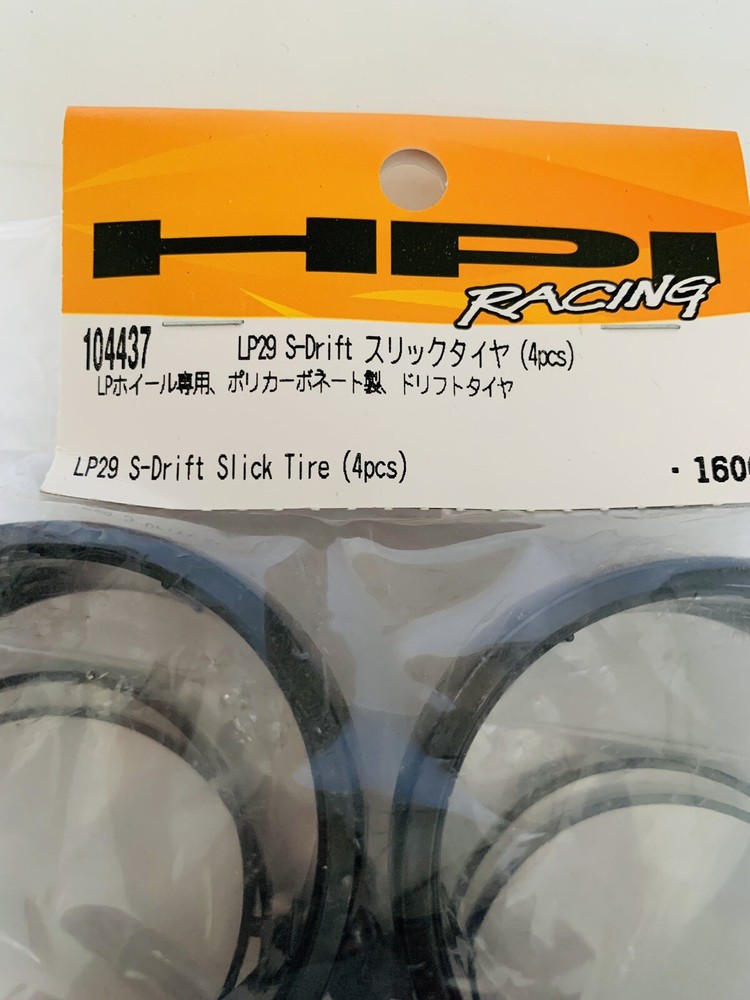 HPI
RACING
104437 LP29 S-Drift スリックタイヤ (4pcs)
LPホイール専用、ポリカーボネート製、ドリフトタイヤ
LP29 S-Drift Slick Tire (4pcs) · 160